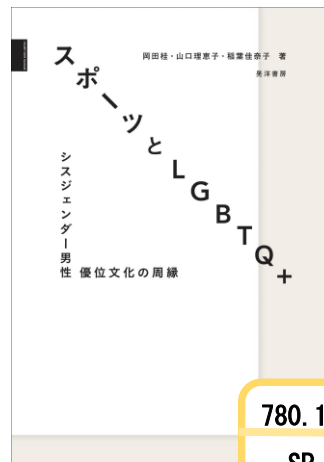 岡田桂・山口理恵子・稲葉佳奈子 著
晃洋書房
スポーツとLGBTQ+
シスジェンダー男性優位文化の周縁
780.1
SP